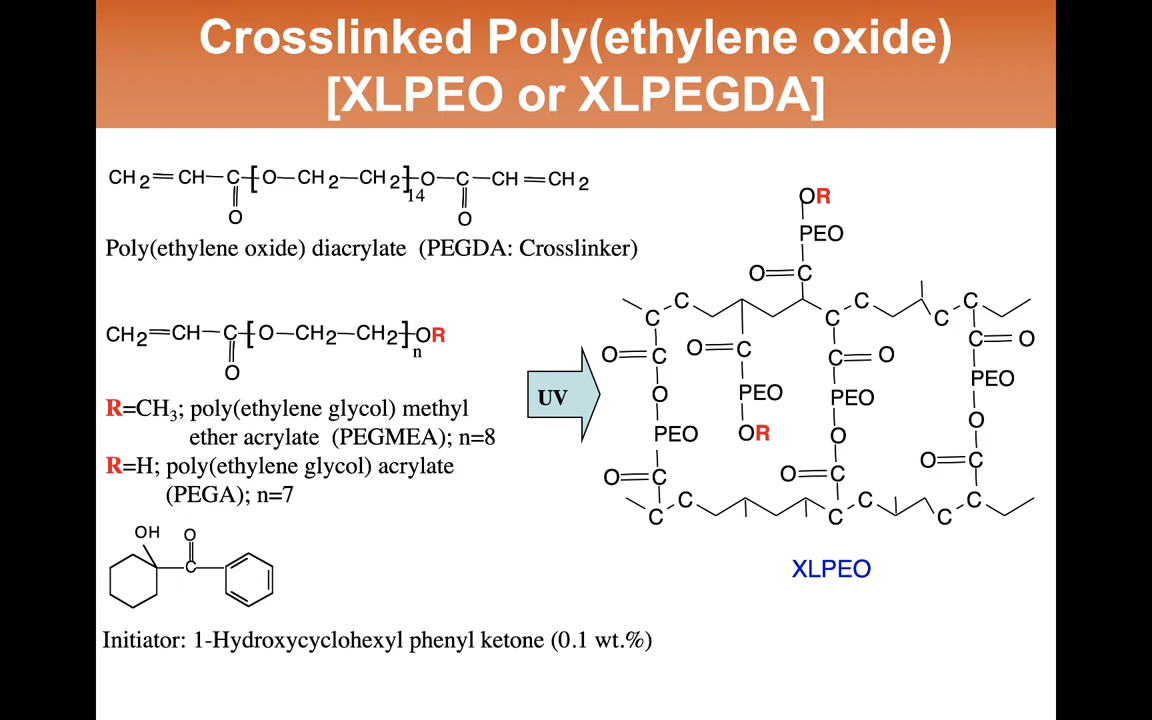 Crosslinked Poly(ethylene oxide)
[XLPEO or XLPEGDA]
CH2=CH-C-[O-CH2-CH2]14-O-C-CH=CH2
O O
Poly(ethylene oxide) diacrylate (PEGDA: Crosslinker)
CH2=CH-C-[O-CH2-CH2]n-OR
O
R=CH3; poly(ethylene glycol) methyl
ether acrylate (PEGMEA); n=8
R=H; poly(ethylene glycol) acrylate
(PEGA); n=7
OH O
C
Initiator: 1-Hydroxycyclohexyl phenyl ketone (0.1 wt.%)
UV
OR
PEO
O=C
C C C C C C
O=C O=C C=O C=O
O PEO PEO PEO
PEO OR O O
O=C O=C O=C
C C C C C C
XLPEO